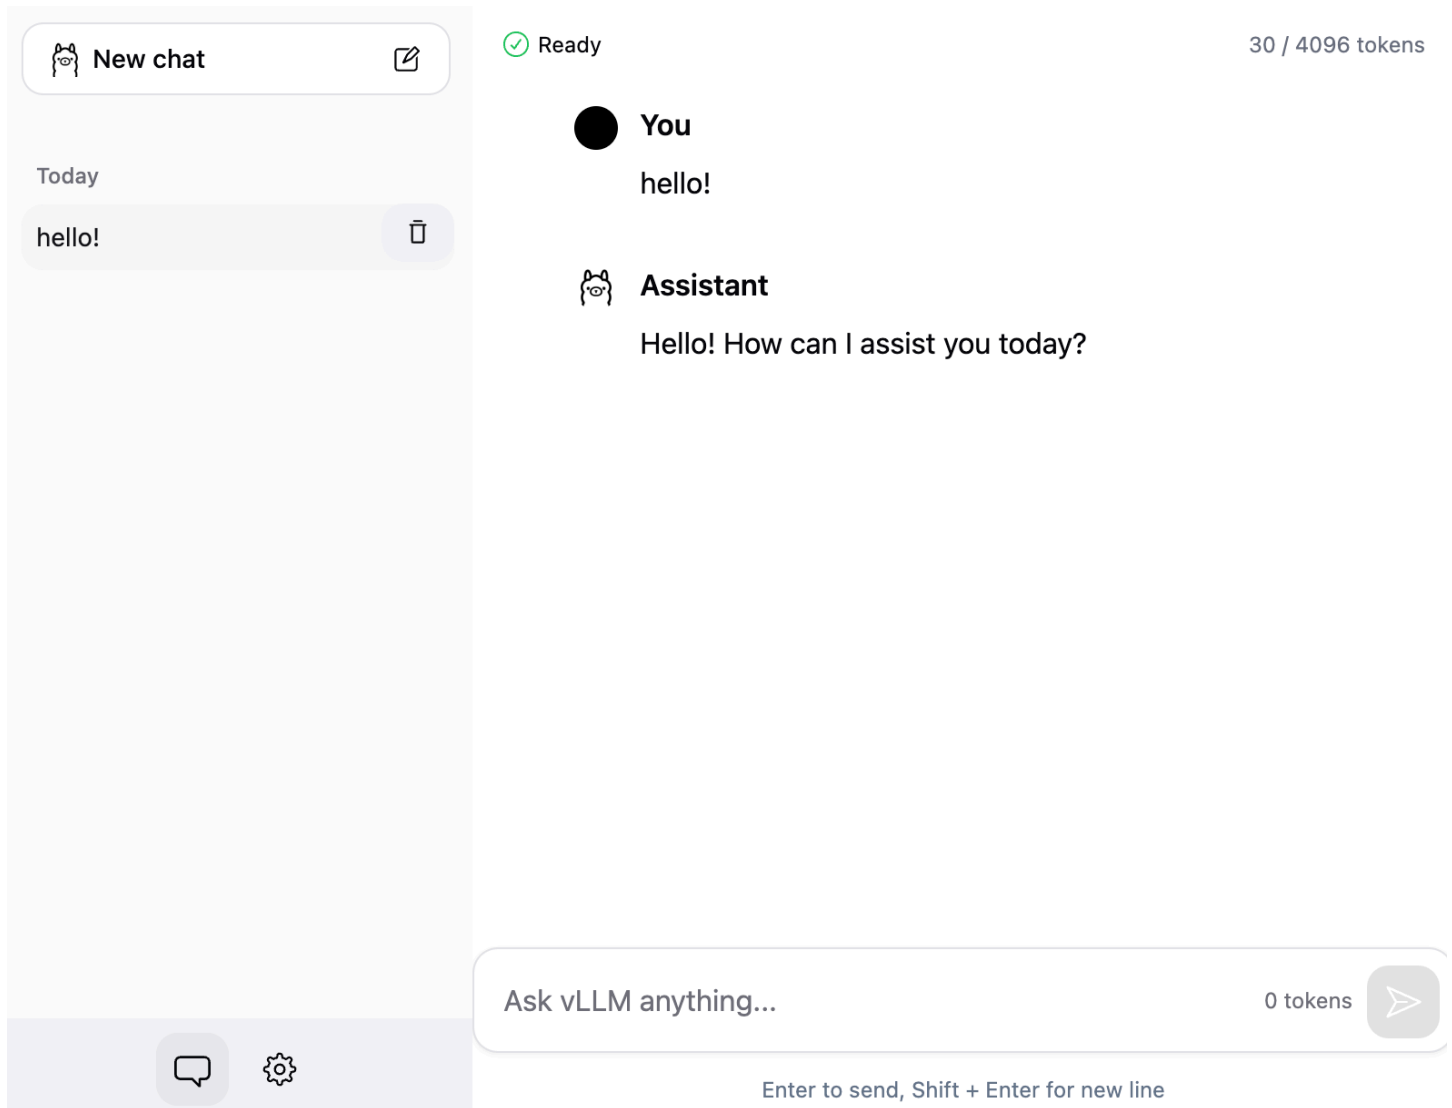 New chat
Today
hello!
Ready
30 / 4096 tokens
You
hello!
Assistant
Hello! How can I assist you today?
Ask vLLM anything...
0 tokens
Enter to send, Shift + Enter for new line